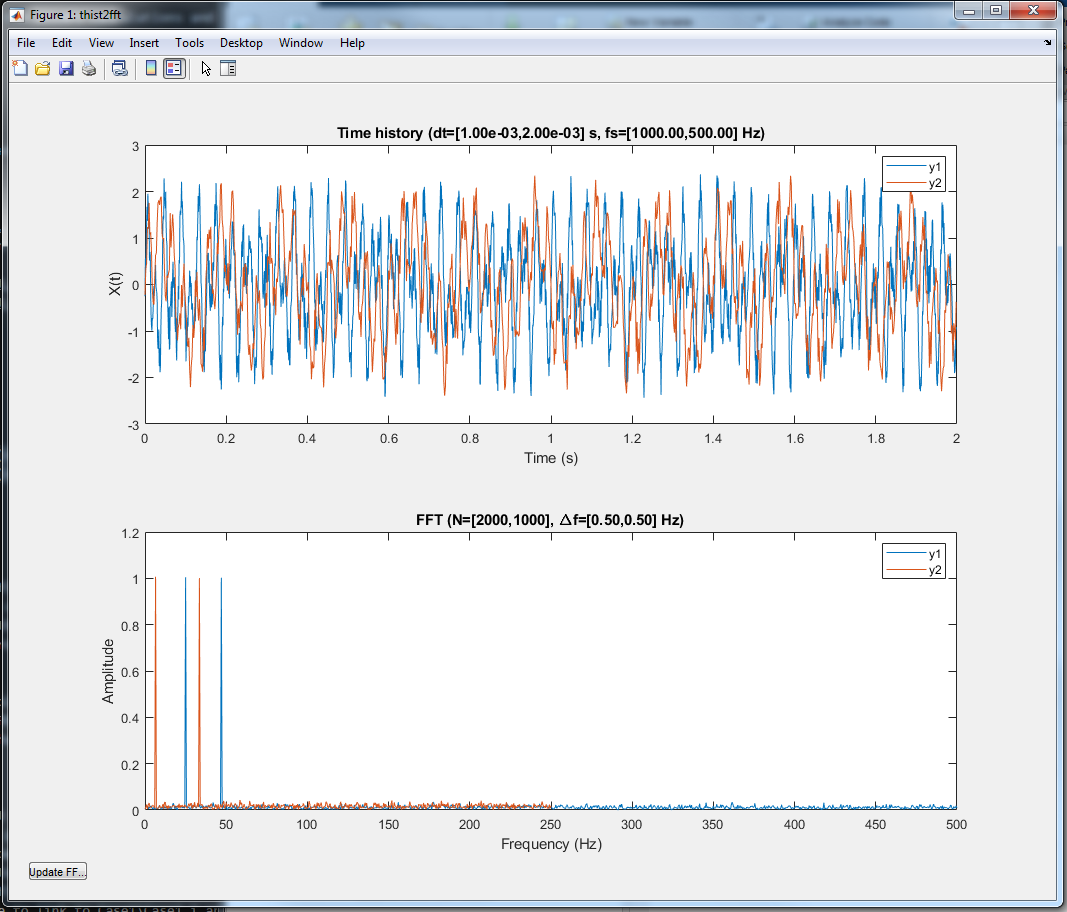 Figure 1: thist2fft
File Edit View Insert Tools Desktop Window Help
Time history (dt=[1.00e-03,2.00e-03] s, fs=[1000.00,500.00] Hz)
3
2
1
0
-1
-2
-3
X(t)
y1
y2
0 0.2 0.4 0.6 0.8 1 1.2 1.4 1.6 1.8 2
Time (s)
FFT (N=[2000,1000], Δf=[0.50,0.50] Hz)
1.2
1
0.8
0.6
0.4
0.2
0
Amplitude
y1
y2
0 50 100 150 200 250 300 350 400 450 500
Frequency (Hz)
Update FF...